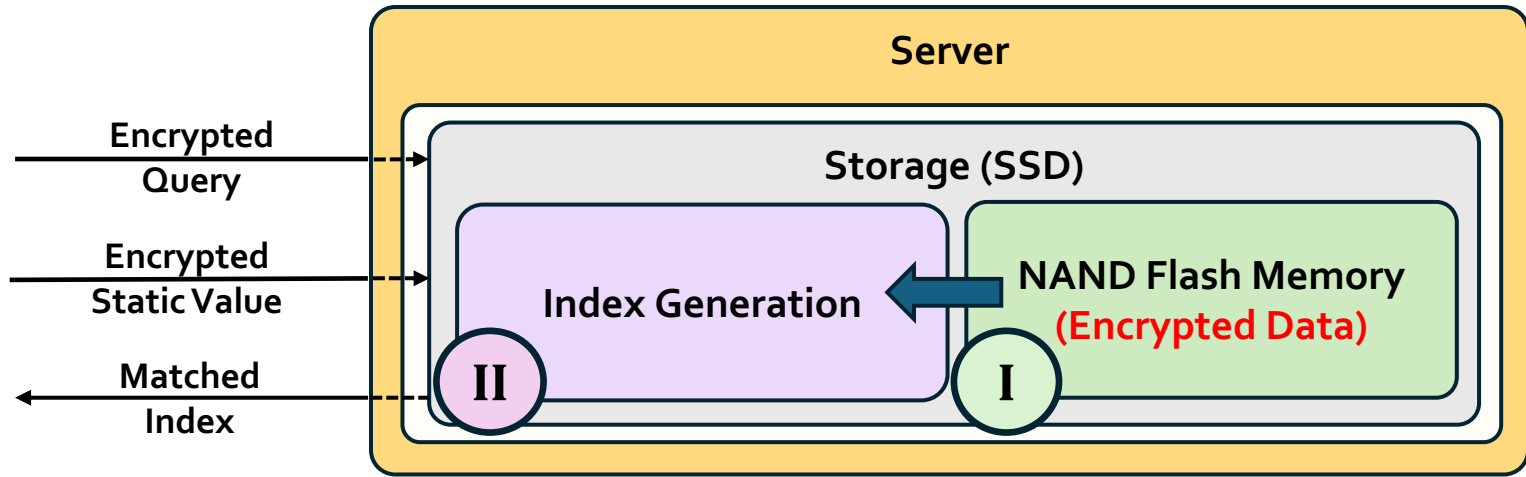 Server
Encrypted
Query
Storage (SSD)
Encrypted
Static Value
Index Generation
NAND Flash Memory
(Encrypted Data)
Matched
Index
II
I